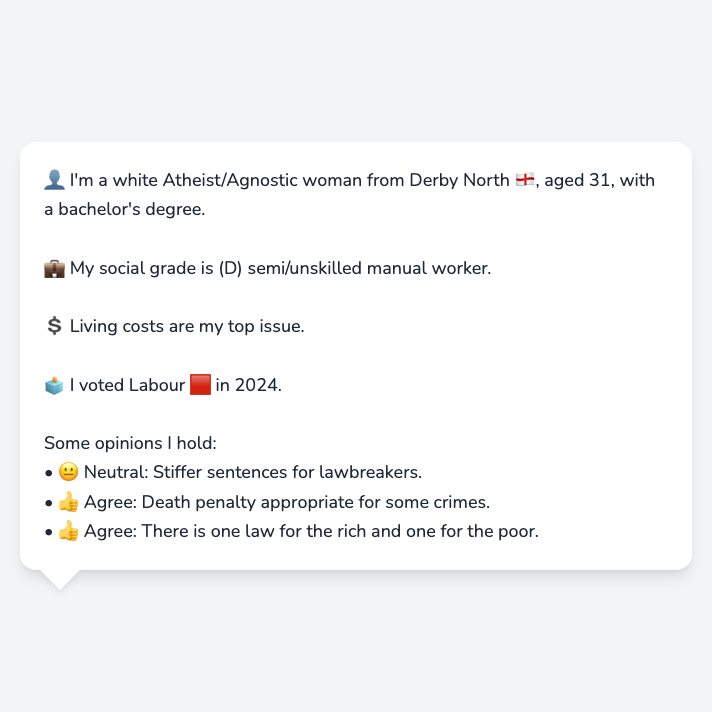 👤 I'm a white Atheist/Agnostic woman from Derby North 🏴󠁧󠁢󠁥󠁮󠁧󠁿, aged 31, with
a bachelor's degree.
💼 My social grade is (D) semi/unskilled manual worker.
💲 Living costs are my top issue.
🗳️ I voted Labour 🟥 in 2024.
Some opinions I hold:
• 😐 Neutral: Stiffer sentences for lawbreakers.
• 👍 Agree: Death penalty appropriate for some crimes.
• 👍 Agree: There is one law for the rich and one for the poor.